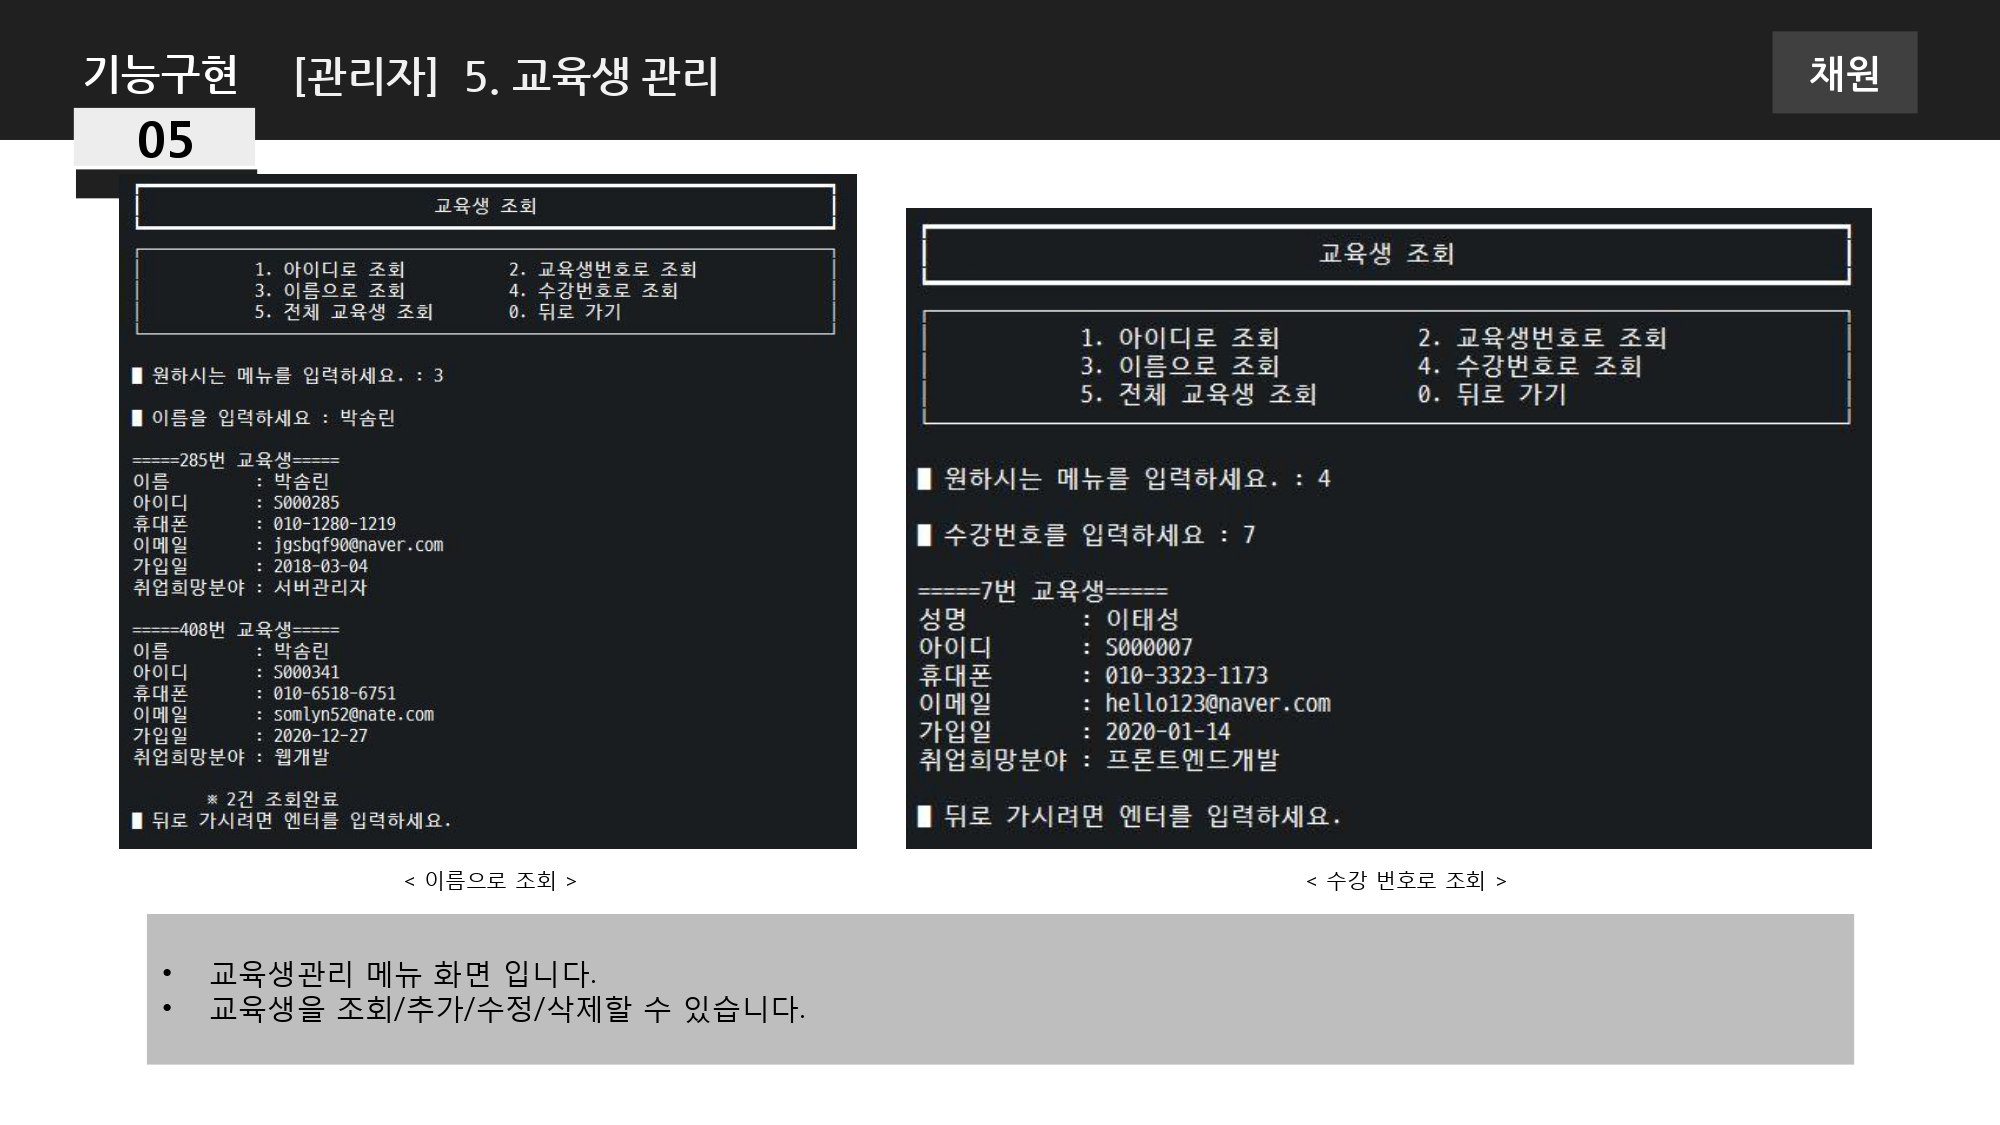 기능구현 [관리자] 5. 교육생 관리
채원
05
교육생 조회
1. 아이디로 조회 2. 교육생번호로 조회
3. 이름으로 조회 4. 수강번호로 조회
5. 전체 교육생 조회 0. 뒤로 가기
원하시는 메뉴를 입력하세요. : 3
이름을 입력하세요 : 박솜린
=====285번 교육생=====
이름 : 박솜린
아이디 : S000285
휴대폰 : 010-1280-1219
이메일 : jgsbqf90@naver.com
가입일 : 2018-03-04
취업희망분야 : 서버관리자
=====408번 교육생=====
이름 : 박솜린
아이디 : S000341
휴대폰 : 010-6518-6751
이메일 : somlyn52@nate.com
가입일 : 2020-12-27
취업희망분야 : 웹개발
※ 2건 조회완료
뒤로 가시려면 엔터를 입력하세요.
< 이름으로 조회 >
교육생 조회
1. 아이디로 조회 2. 교육생번호로 조회
3. 이름으로 조회 4. 수강번호로 조회
5. 전체 교육생 조회 0. 뒤로 가기
원하시는 메뉴를 입력하세요. : 4
수강번호를 입력하세요 : 7
=====7번 교육생=====
성명 : 이태성
아이디 : S000007
휴대폰 : 010-3323-1173
이메일 : hello123@naver.com
가입일 : 2020-01-14
취업희망분야 : 프론트엔드개발
뒤로 가시려면 엔터를 입력하세요.
< 수강 번호로 조회 >
• 교육생관리 메뉴 화면 입니다.
• 교육생을 조회/추가/수정/삭제할 수 있습니다.